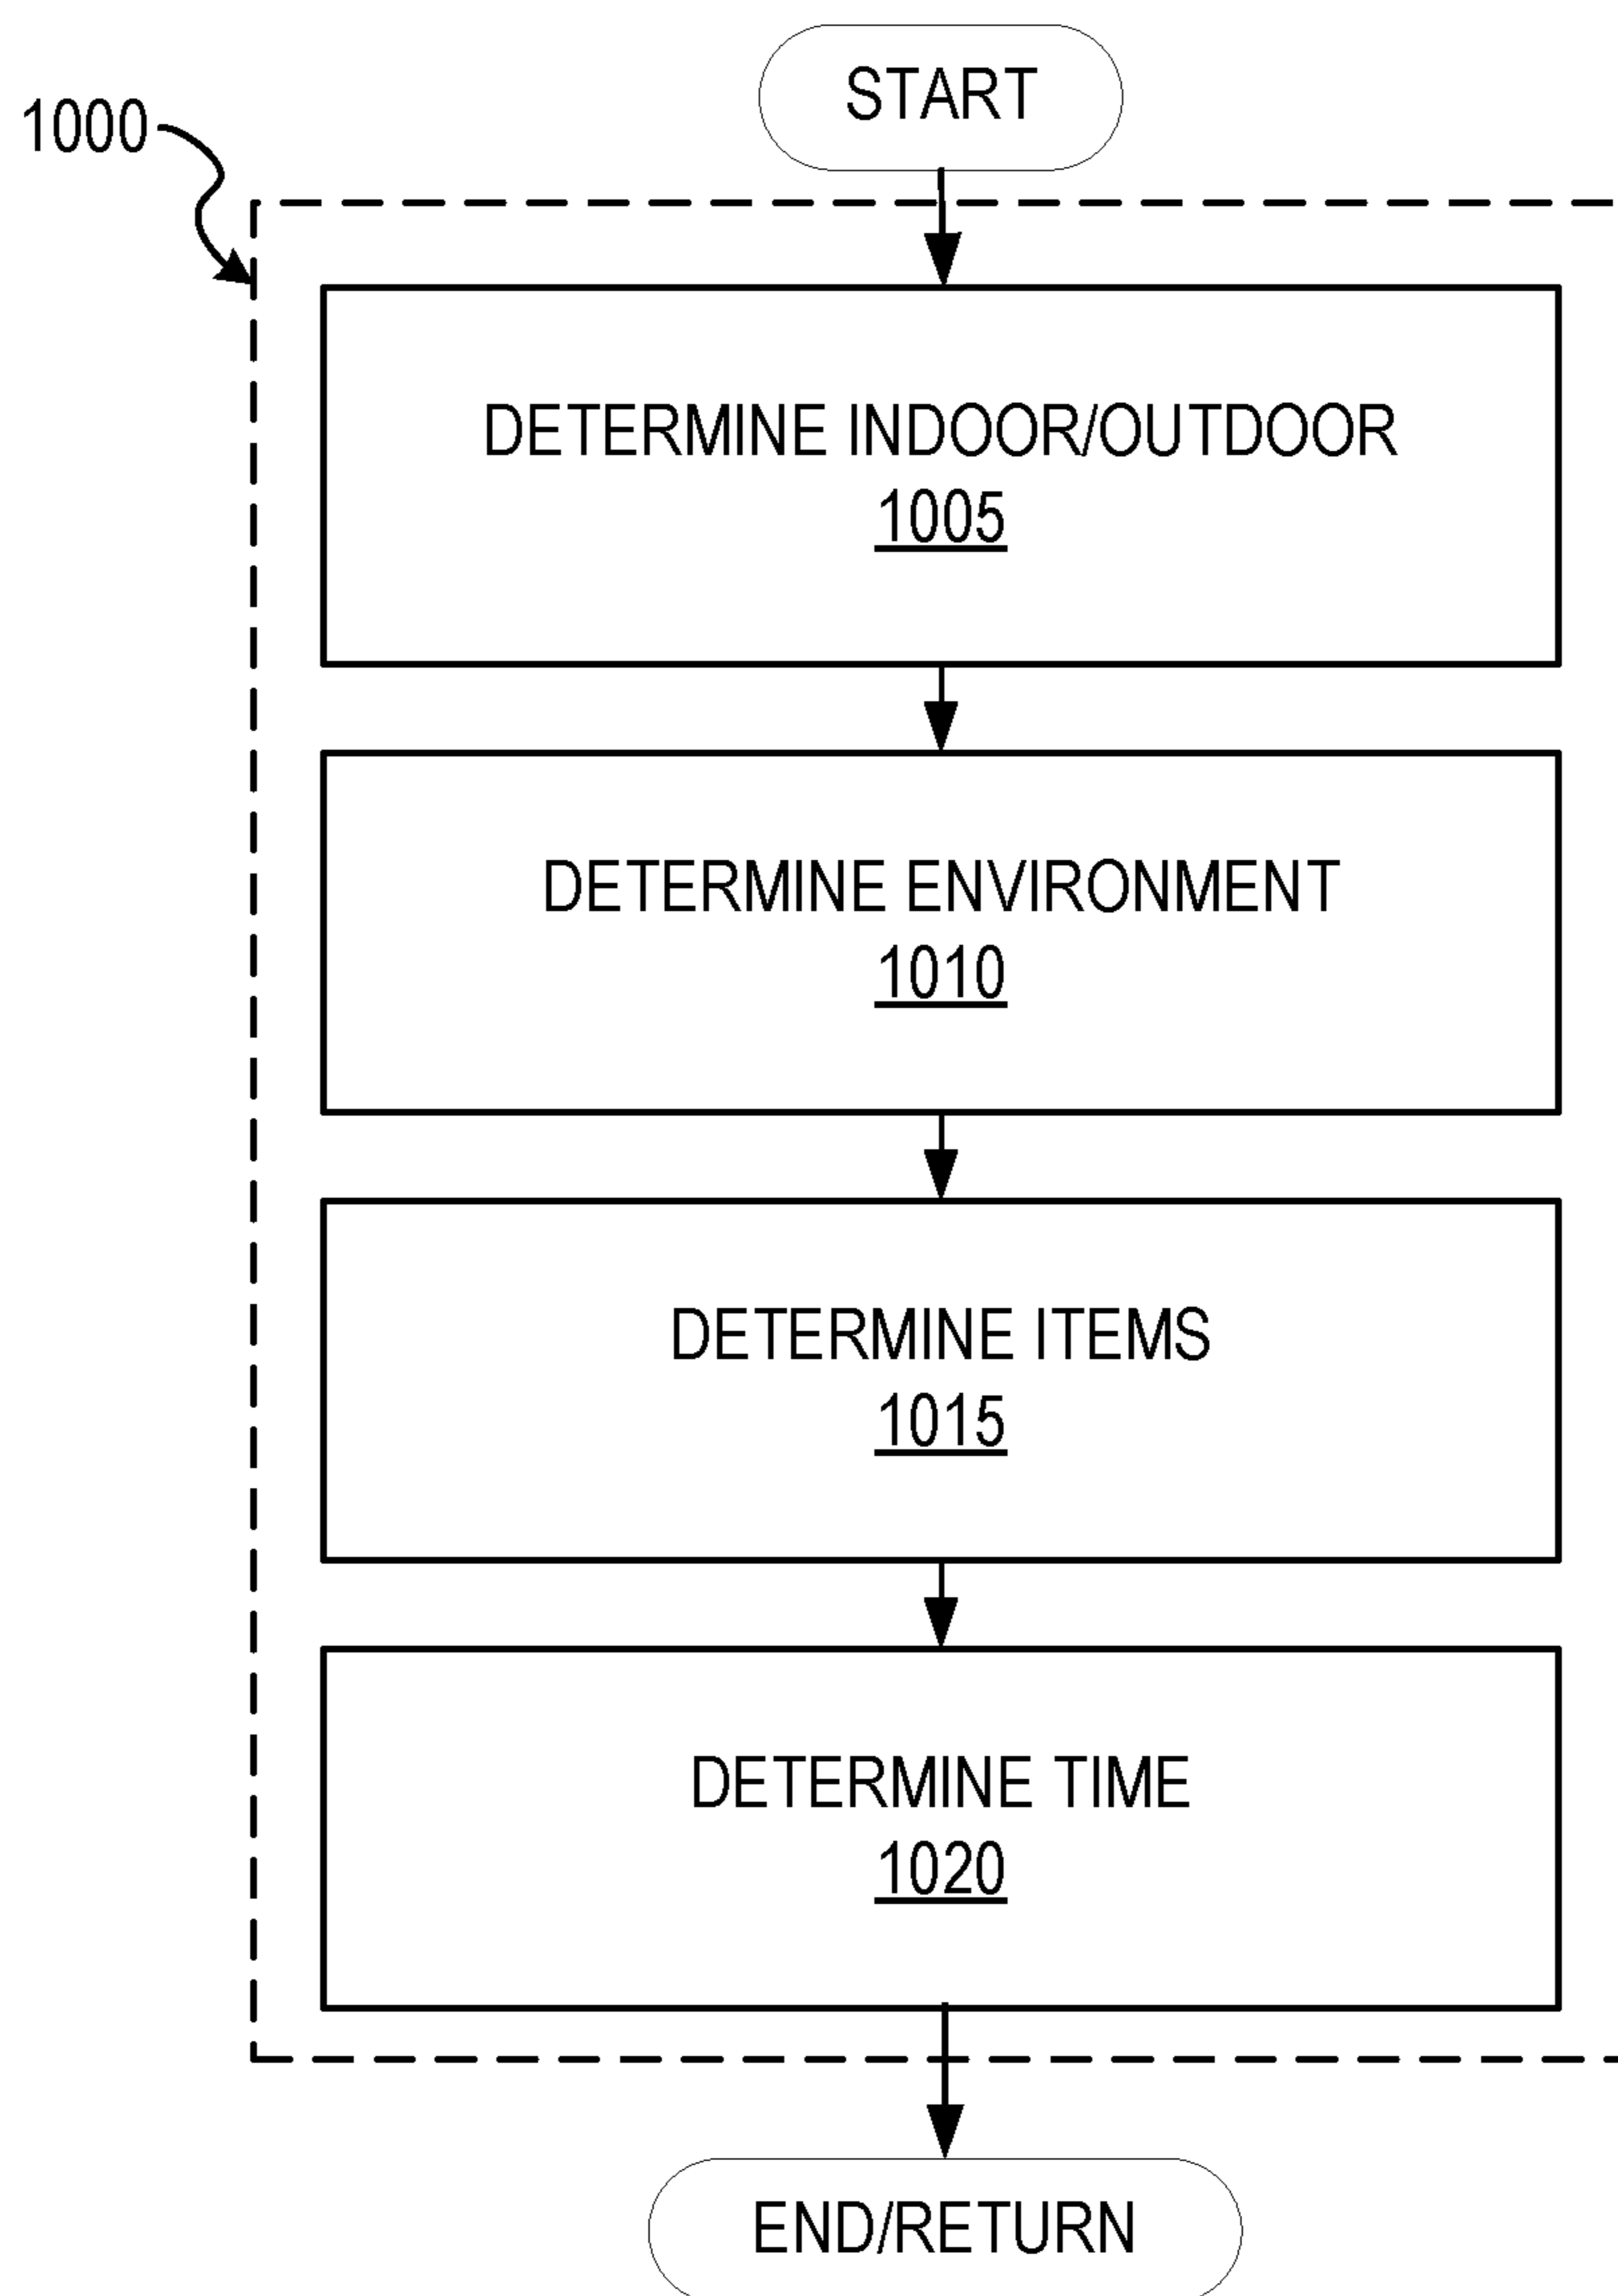 START
1000
DETERMINE INDOOR/OUTDOOR
1005
DETERMINE ENVIRONMENT
1010
DETERMINE ITEMS
1015
DETERMINE TIME
1020
END/RETURN